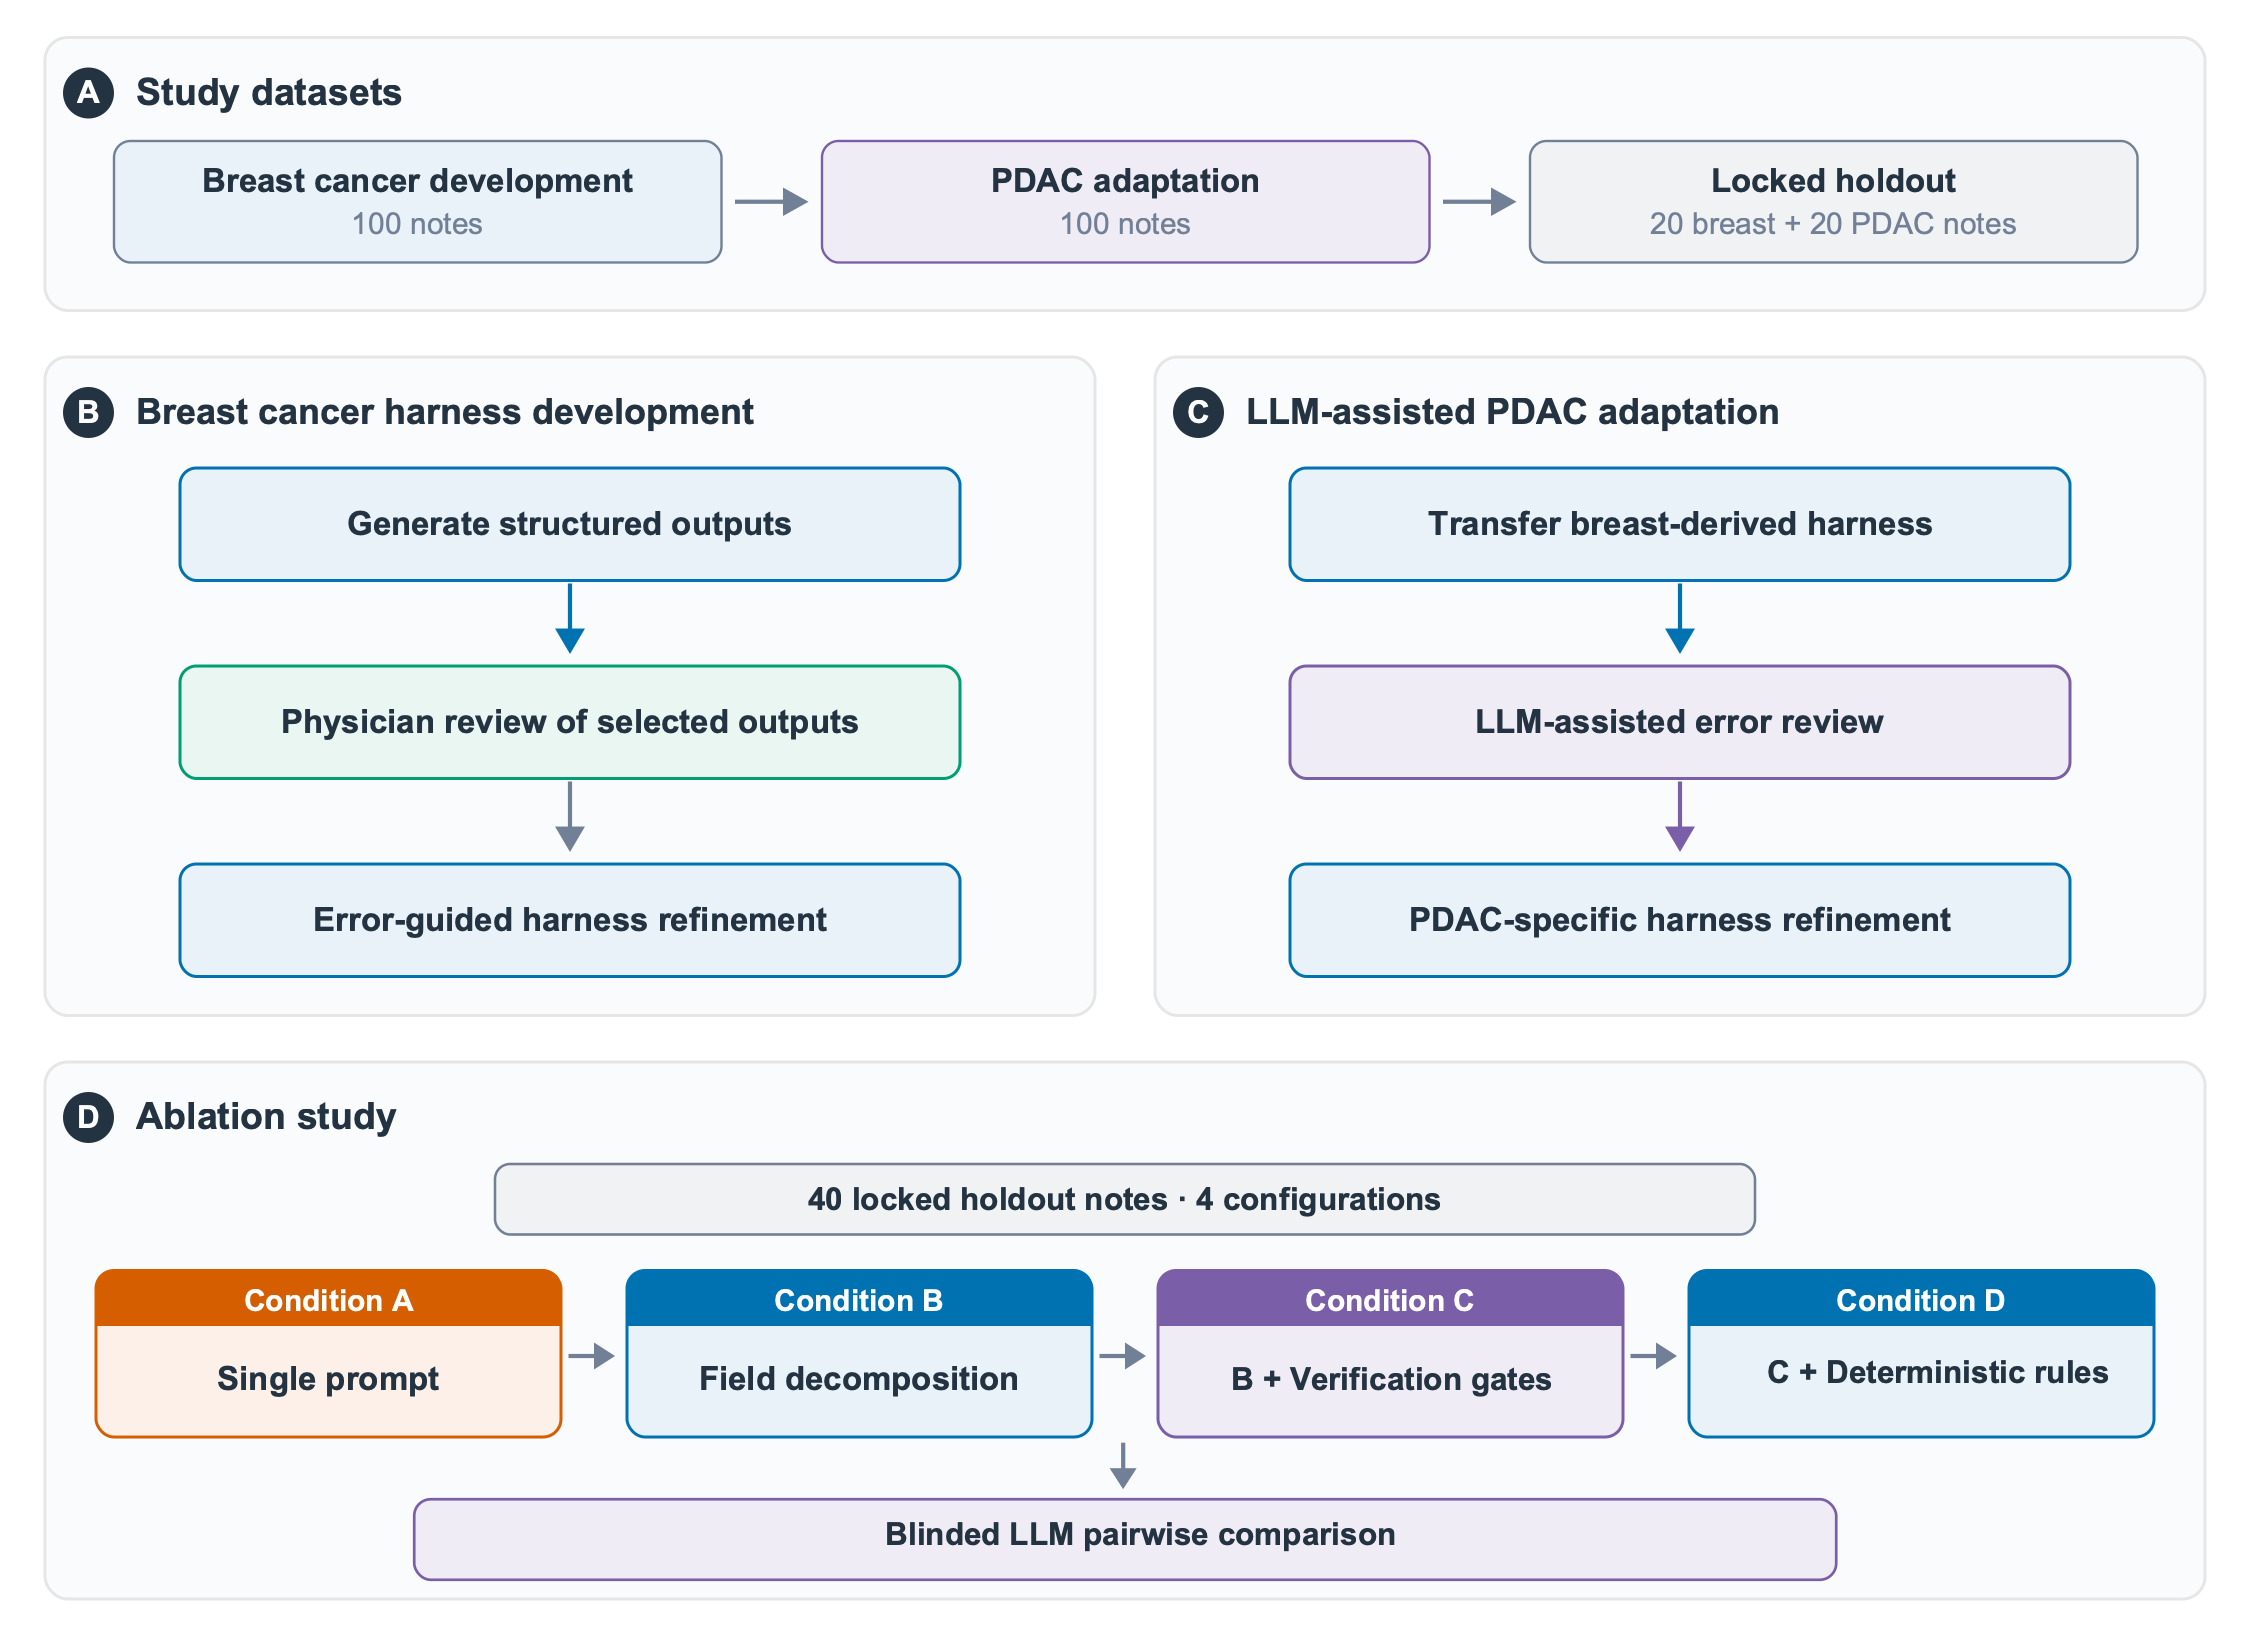 A Study datasets
Breast cancer development
100 notes
PDAC adaptation
100 notes
Locked holdout
20 breast + 20 PDAC notes
B Breast cancer harness development
Generate structured outputs
Physician review of selected outputs
Error-guided harness refinement
C LLM-assisted PDAC adaptation
Transfer breast-derived harness
LLM-assisted error review
PDAC-specific harness refinement
D Ablation study
40 locked holdout notes · 4 configurations
Condition A
Single prompt
Condition B
Field decomposition
Condition C
B + Verification gates
Condition D
C + Deterministic rules
Blinded LLM pairwise comparison